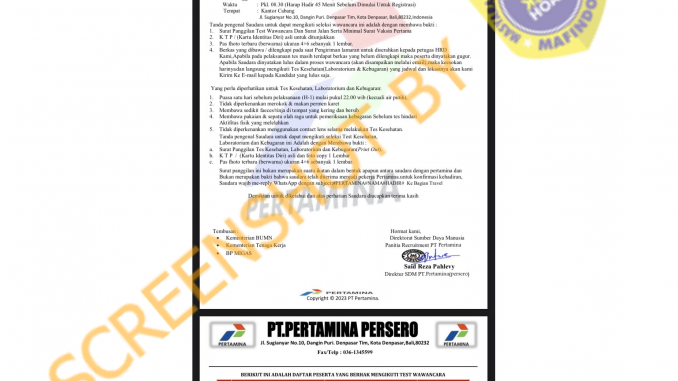 Waktu : Pkl. 08.30 (Harap Hadir 45 Menit Sebelum Dimulai Untuk Registrasi)
Tempat : Kantor Cabang
Jl. Sugianyar No.10, Dangin Puri. Denpasar Tim, Kota Denpasar, Bali,80232,Indonesia
Tanda pengenal Saudara untuk dapat mengikuti seleksi wawancara ini adalah dengan membawa bukti :
1. Surat Panggilan Test Wawancara Dan Surat Jalan Serta Minimal Surat Vaksin Pertama
2. K T P / (Kartu Identitas Diri) asli untuk ditunjukkan
3. Pas fhoto terbaru (berwarna) ukuran 4×6 sebanyak 1 lembar.
4. Berkas yang dibawa / dilengkapi pada saat Pengiriman lamaran untuk diserahkan kepada petugas HRD
Kami,Apabila pada pelaksanaan tes masih terdapat berkas yang belum dilengkapi maka peserta dinyatakan gugur.
Apabila Saudara dinyatakan lulus dalam proses wawancara (akan disampaikan melalui email) maka keesokan
harinya dan langsung mengikuti Tes Kesehatan(Laboratorium & Kebugaran) yang jadwal dan lokasinya akan kami
Kirim Ke E-mail kepada Kandidat yang lulus saja.
Yang perlu diperhatikan untuk Tes Kesehatan, Laboratorium dan Kebugaran:
1. Puasa satu hari sebelum pelaksanaan (H-1) mulai pukul 22.00 wib (kecuali air putih).
2. Tidak diperkenankan merokok & makan permen karet
3. Membawa sedikit faeces/tinja di tempat yang kering dan bersih
4. Membawa pakaian & sepatu olah raga untuk pemeriksaan kebugaran Sebelum tes hindari
Aktifitas fisik yang melelahkan
5. Tidak diperkenankan menggunakan contact lens selama melakukan Tes Kesehatan.
Tanda pengenal Saudara untuk dapat mengikuti seleksi Test Kesehatan,
Laboratorium dan Kebugaran ini Adalah dengan Membawa bukti :
a. Surat Panggilan Tes Kesehatan, Laboratorium dan Kebugaran(Print Out).
b. K T P / (Kartu Identitas Diri) asli dan foto copy 1 Lembar
c. Pas fhoto terbaru (berwarna) ukuran 4×6 sebanyak 1 lembar
Surat panggilan ini bukan merupakan suatu ikatan dalam bentuk apapun antara saudara dengan pertamina dan
Bukan merupakan bukti bahwa saudara telah diterima menjadi pekerja Pertamina.untuk konfirmasi kehadiran,
Saudara wajib me-reply WhatsApp dengan subject#PERTAMINA#NAMA#HADIR# Ke Bagian Travel
Demikian untuk diketahui dan atas perhatian Saudara diucapkan terima kasih
PERTAMINA
Tembusan: Hormat kami,
Kementerian BUMN Direktorat Sumber Daya Manusia
Kementerian Tenaga Kerja Panitia Recruitment PT Pertamina
BP MIGAS
Saiif Reza Pahlevy
Direktur SDM PT.Pertamina(persero)
PERTAMINA
Copyright © 2023 PT Pertamina.
PERTAMINA PT.PERTAMINA PERSERO PERTAMINA
Jl. Sugianyar No.10, Dangin Puri. Denpasar Tim, Kota Denpasar,Bali,80232
Fax/Telp : 036-1345599
BERIKUT INI ADALAH DAFTAR PESERTA YANG BERHAK MENGIKUTI TEST WAWANCARA
SCREENSHOT BY
HOAX
MAFINDO